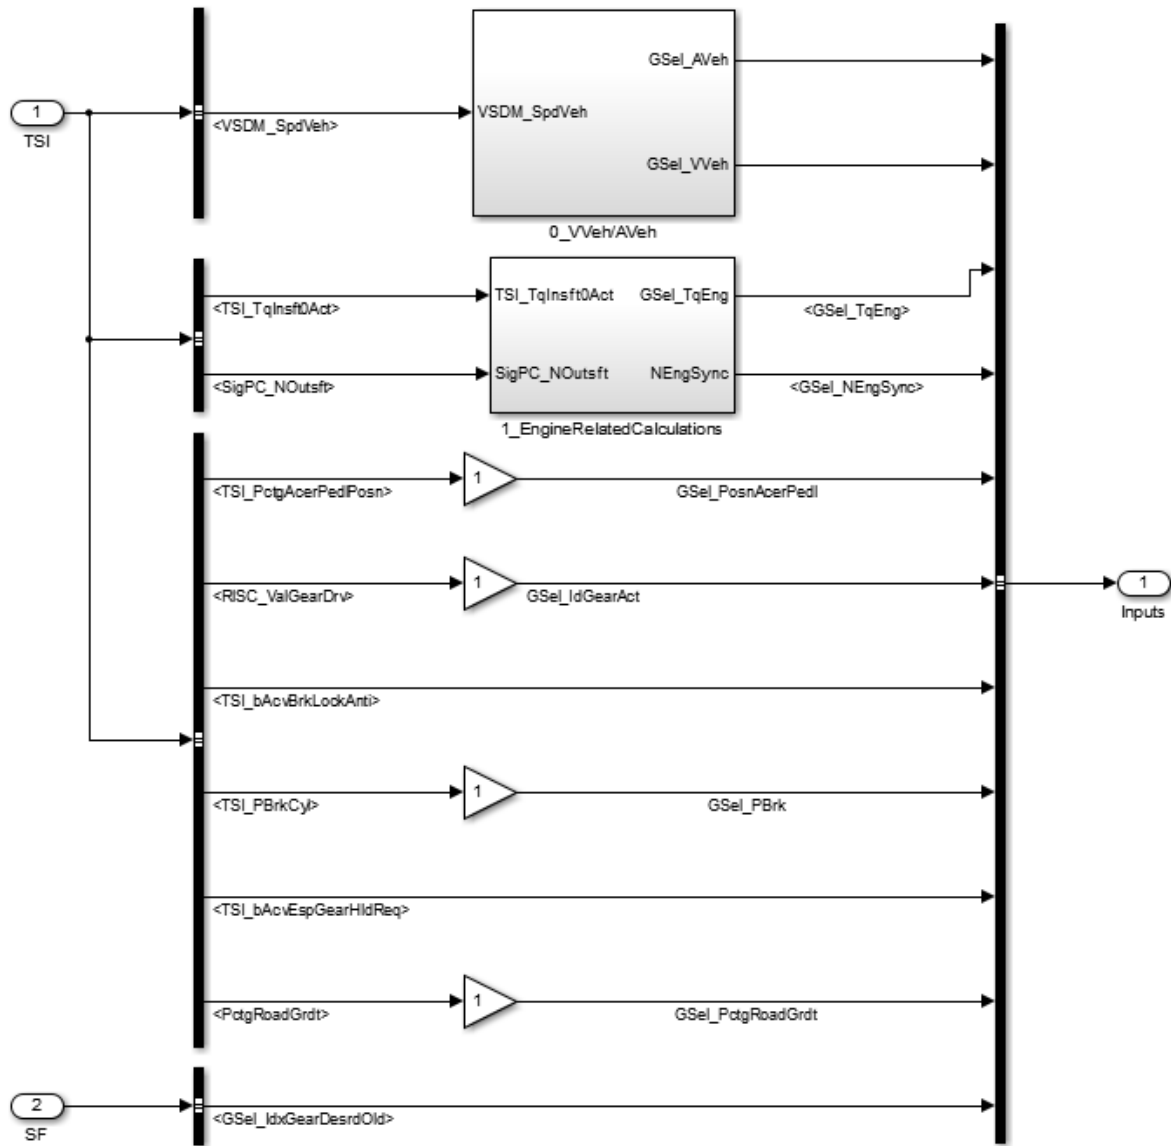 GSel_AVeh
1
VSDM_SpdVeh
TSI
<VSDM_SpdVeh>
GSel_VVeh
0_VVeh/AVeh
TSI_TqInsft0Act
GSel_TqEng
<TSI_TqInsft0Act>
<GSel_TqEng>
SigPC_NOutsft
NEngSync
<SigPC_NOutsft>
<GSel_NEngSync>
1_EngineRelatedCalculations
1
<TSI_PctgAcerPedlPosn>
GSel_PosnAcerPedl
1
1
<RISC_ValGearDrv>
GSel_IdGearAct
Inputs
<TSI_bAcvBrkLockAnti>
1
<TSI_PBrkCyl>
GSel_PBrk
<TSI_bAcvEspGearHldReq>
1
<PctgRoadGrdt>
GSel_PctgRoadGrdt
2
<GSel_IdxGearDesrdOld>
SF